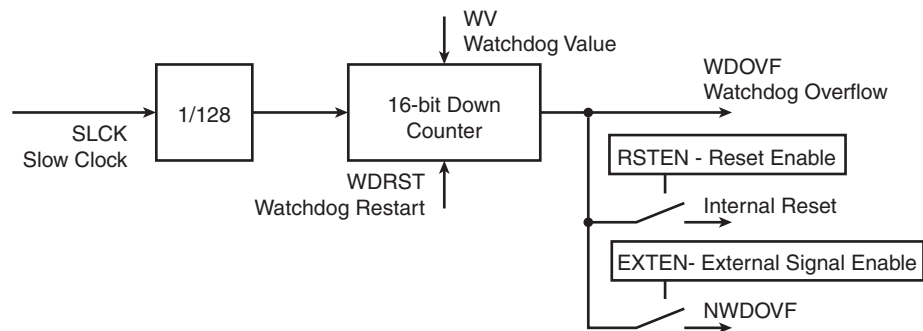 WV
Watchdog Value
WDOVF
Watchdog Overflow
1/128
16-bit Down
Counter
SLCK
Slow Clock
RSTEN - Reset Enable
WDRST
Watchdog Restart
Internal Reset
EXTEN- External Signal Enable
NWDOVF